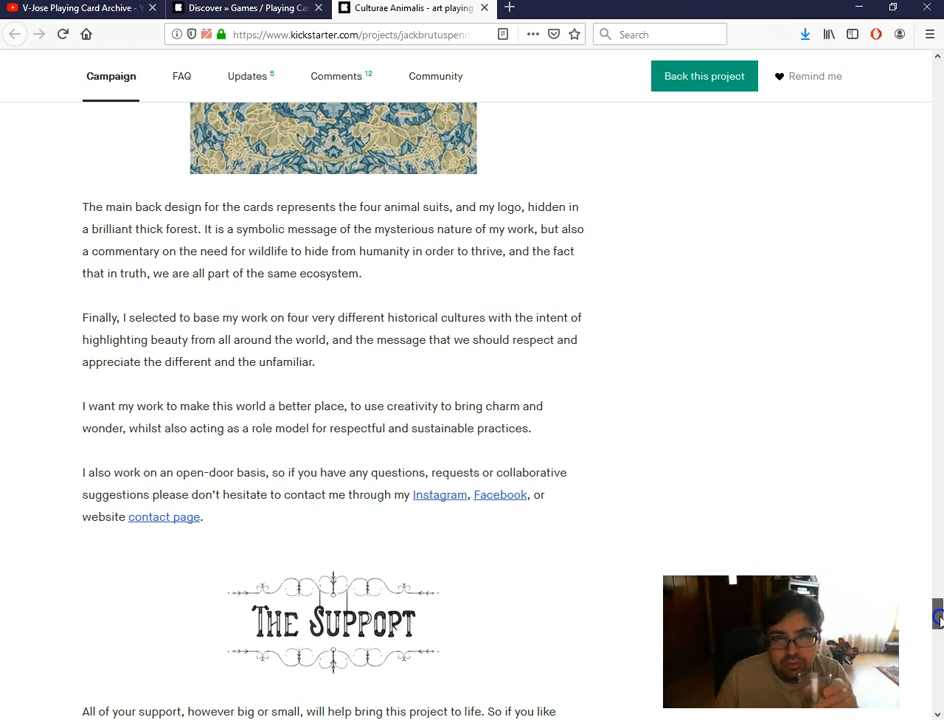 V-Jose Playing Card Archive -
Discover » Games / Playing Ca
Culturae Animalis - art playing
https://www.kickstarter.com/projects/jackbrutuspenn
Search
Campaign
FAQ
Updates 5
Comments 12
Community
Back this project
Remind me
The main back design for the cards represents the four animal suits, and my logo, hidden in
a brilliant thick forest. It is a symbolic message of the mysterious nature of my work, but also
a commentary on the need for wildlife to hide from humanity in order to thrive, and the fact
that in truth, we are all part of the same ecosystem.
Finally, I selected to base my work on four very different historical cultures with the intent of
highlighting beauty from all around the world, and the message that we should respect and
appreciate the different and the unfamiliar.
I want my work to make this world a better place, to use creativity to bring charm and
wonder, whilst also acting as a role model for respectful and sustainable practices.
I also work on an open-door basis, so if you have any questions, requests or collaborative
suggestions please don't hesitate to contact me through my Instagram, Facebook, or
website contact page.
THE SUPPORT
All of your support, however big or small, will help bring this project to life. So if you like